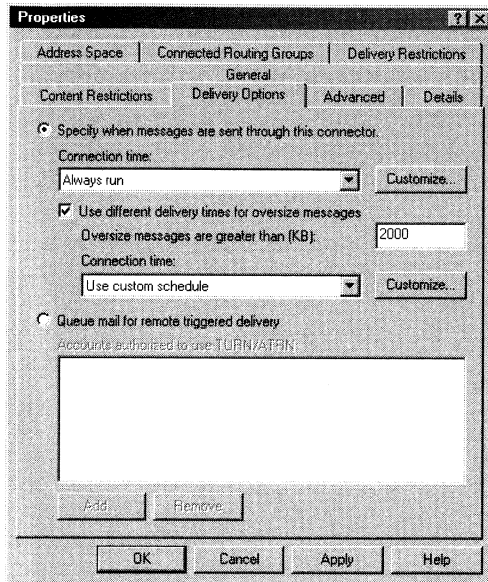 Properties
Address Space
Connected Routing Groups
Delivery Restrictions
General
Content Restrictions
Delivery Options
Advanced
Details
Specify when messages are sent through this connector.
Connection time:
Always run
Customize...
Use different delivery times for oversize messages
Oversize messages are greater than (KB):
2000
Connection time:
Use custom schedule
Customize...
Queue mail for remote triggered delivery
Accounts authorized to use TURN/ATRN:
Add...
Remove
OK
Cancel
Apply
Help